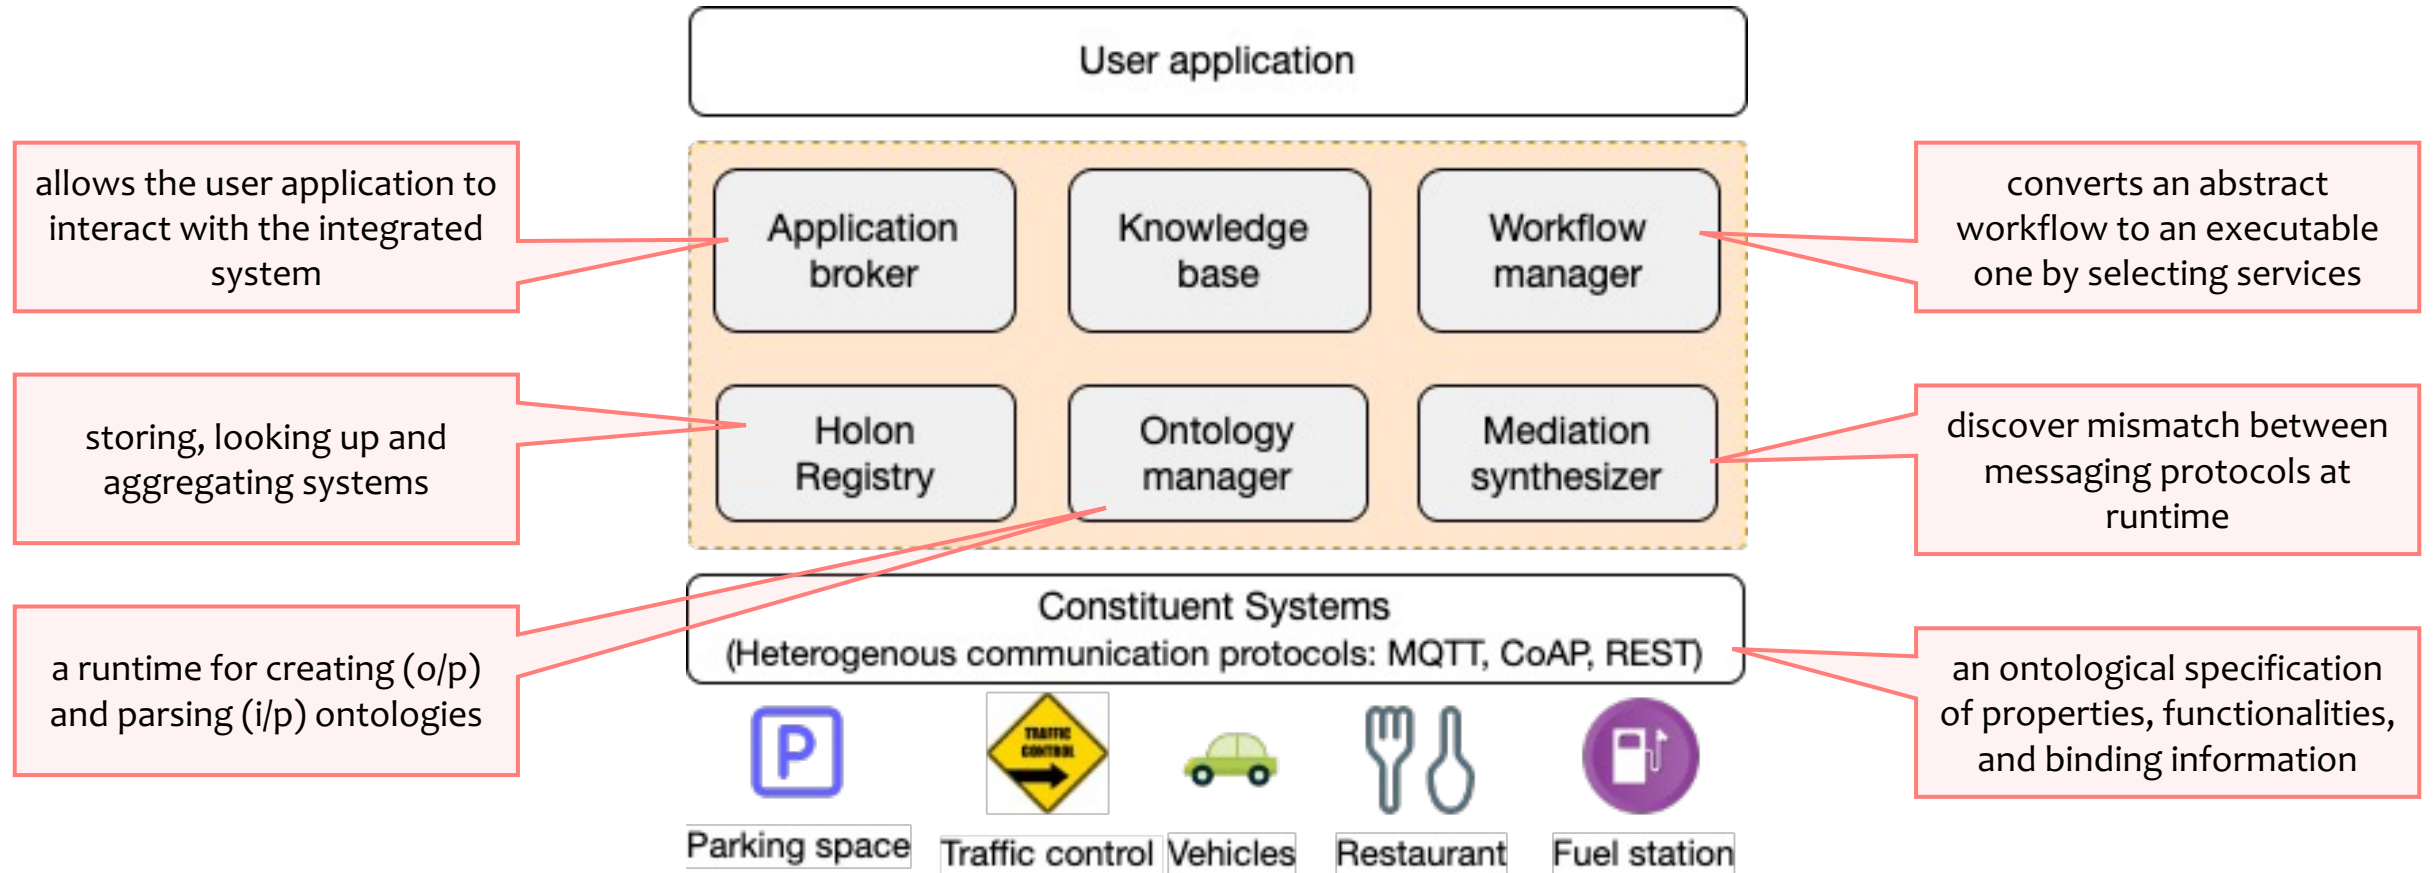 User application
allows the user application to
interact with the integrated
system
Application
broker
Knowledge
base
Workflow
manager
converts an abstract
workflow to an executable
one by selecting services
storing, looking up and
aggregating systems
Holon
Registry
Ontology
manager
Mediation
synthesizer
discover mismatch between
messaging protocols at
runtime
a runtime for creating (o/p)
and parsing (i/p) ontologies
Constituent Systems
(Heterogenous communication protocols: MQTT, CoAP, REST)
an ontological specification
of properties, functionalities,
and binding information
P
TRAFFIC
CONTROL
Parking space
Traffic control
Vehicles
Restaurant
Fuel station